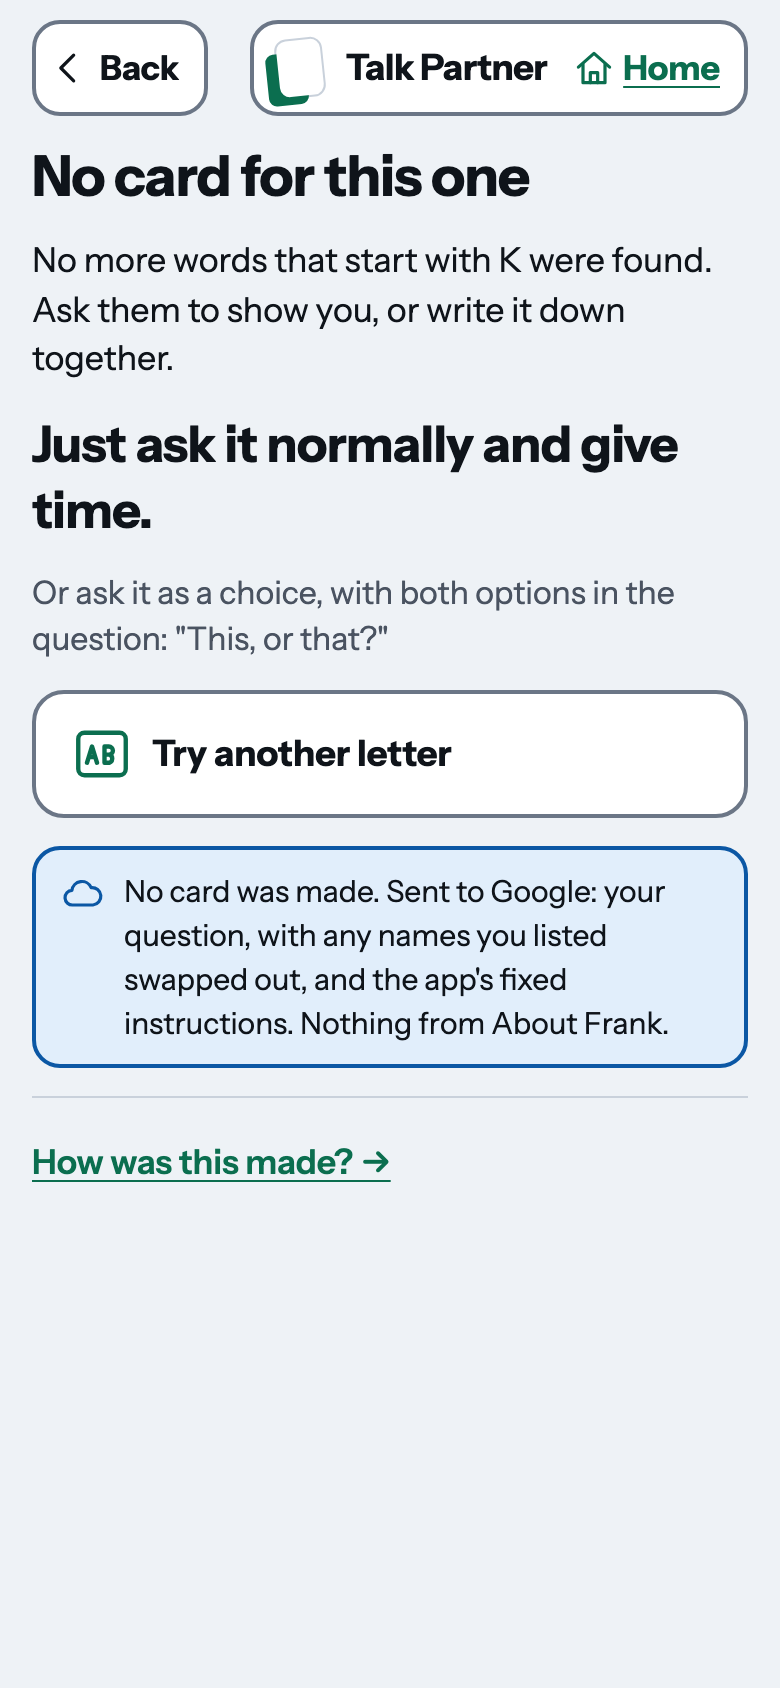 Back
Talk Partner
Home
No card for this one
No more words that start with K were found.
Ask them to show you, or write it down
together.
Just ask it normally and give
time.
Or ask it as a choice, with both options in the
question: "This, or that?"
AB
Try another letter
No card was made. Sent to Google: your
question, with any names you listed
swapped out, and the app's fixed
instructions. Nothing from About Frank.
How was this made? →